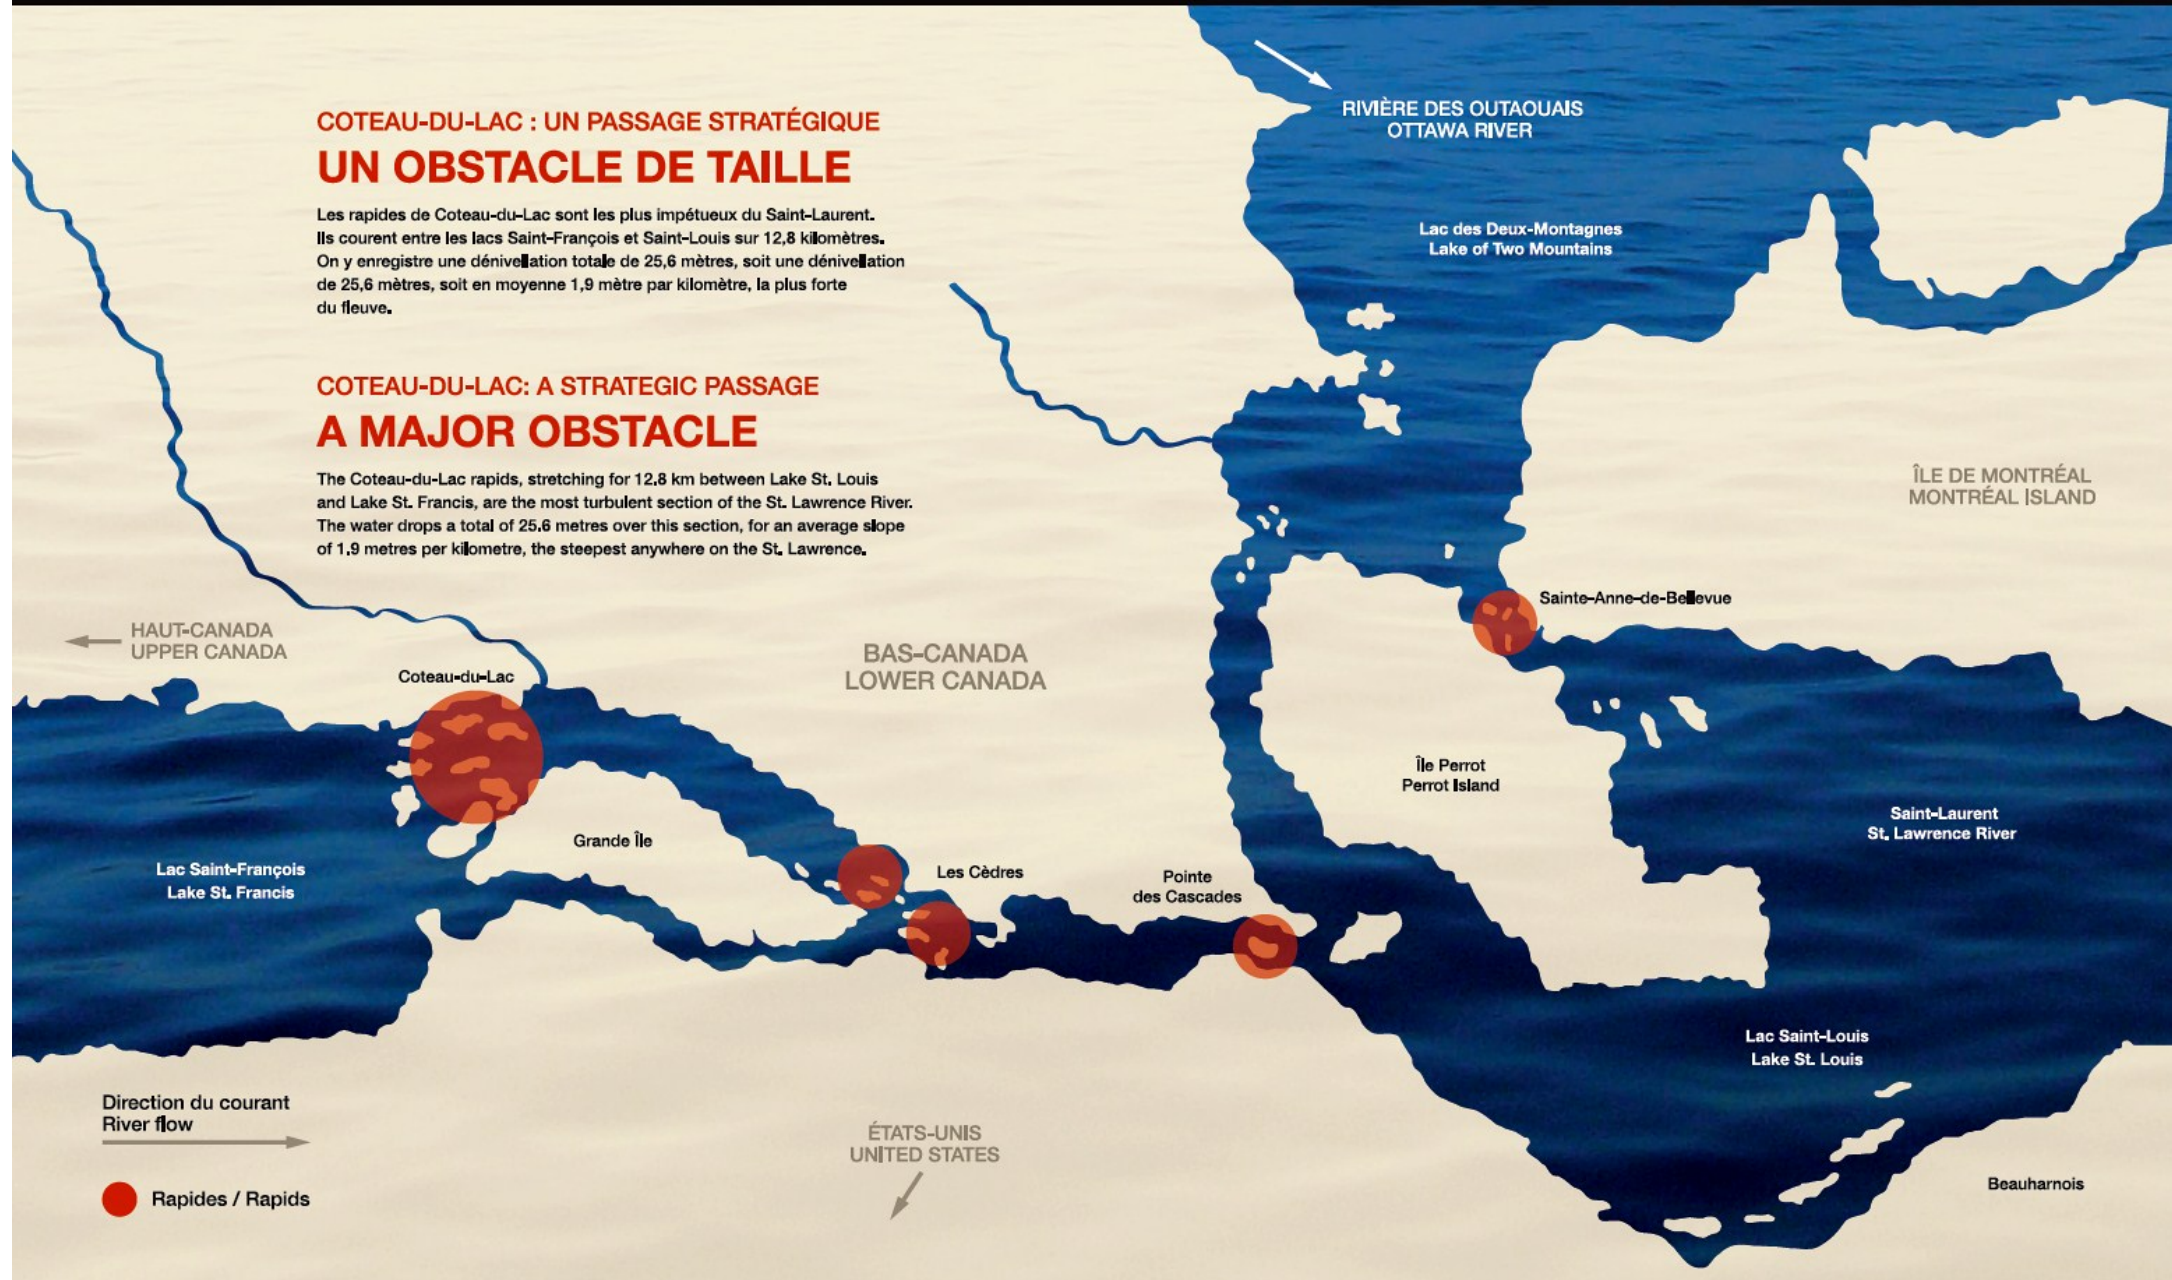 COTEAU-DU-LAC : UN PASSAGE STRATÉGIQUE
UN OBSTACLE DE TAILLE
Les rapides de Coteau-du-Lac sont les plus impétueux du Saint-Laurent.
Ils courent entre les lacs Saint-François et Saint-Louis sur 12,8 kilomètres.
On y enregistre une dénivellation totale de 25,6 mètres, soit une dénivellation
de 25,6 mètres, soit en moyenne 1,9 mètre par kilomètre, la plus forte
du fleuve.
COTEAU-DU-LAC: A STRATEGIC PASSAGE
A MAJOR OBSTACLE
The Coteau-du-Lac rapids, stretching for 12.8 km between Lake St. Louis
and Lake St. Francis, are the most turbulent section of the St. Lawrence River.
The water drops a total of 25.6 metres over this section, for an average slope
of 1.9 metres per kilometre, the steepest anywhere on the St. Lawrence.
RIVIÈRE DES OUTAOUAIS
OTTAWA RIVER
Lac des Deux-Montagnes
Lake of Two Mountains
ÎLE DE MONTRÉAL
MONTRÉAL ISLAND
Sainte-Anne-de-Bellevue
HAUT-CANADA
UPPER CANADA
BAS-CANADA
LOWER CANADA
Coteau-du-Lac
Île Perrot
Perrot Island
Saint-Laurent
St. Lawrence River
Grande Île
Lac Saint-François
Lake St. Francis
Les Cèdres
Pointe
des Cascades
Lac Saint-Louis
Lake St. Louis
Direction du courant
River flow
ÉTATS-UNIS
UNITED STATES
Beauharnois
Rapides / Rapids